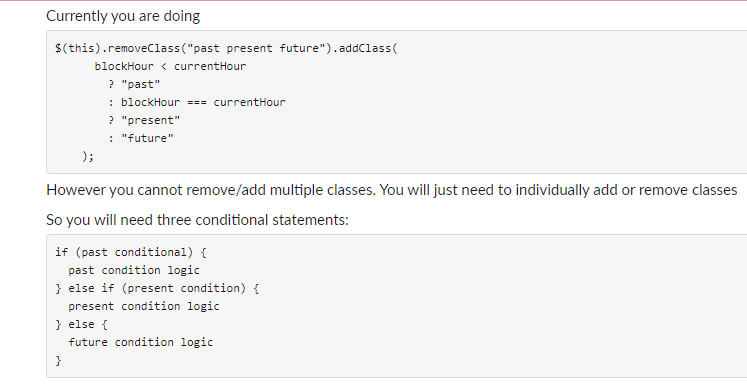 Currently you are doing
$(this).removeClass("past present future").addClass(
blockHour < currentHour
? "past"
: blockHour === currentHour
? "present"
: "future"
);
However you cannot remove/add multiple classes. You will just need to individually add or remove classes
So you will need three conditional statements:
if (past conditional) {
past condition logic
} else if (present condition) {
present condition logic
} else {
future condition logic
}